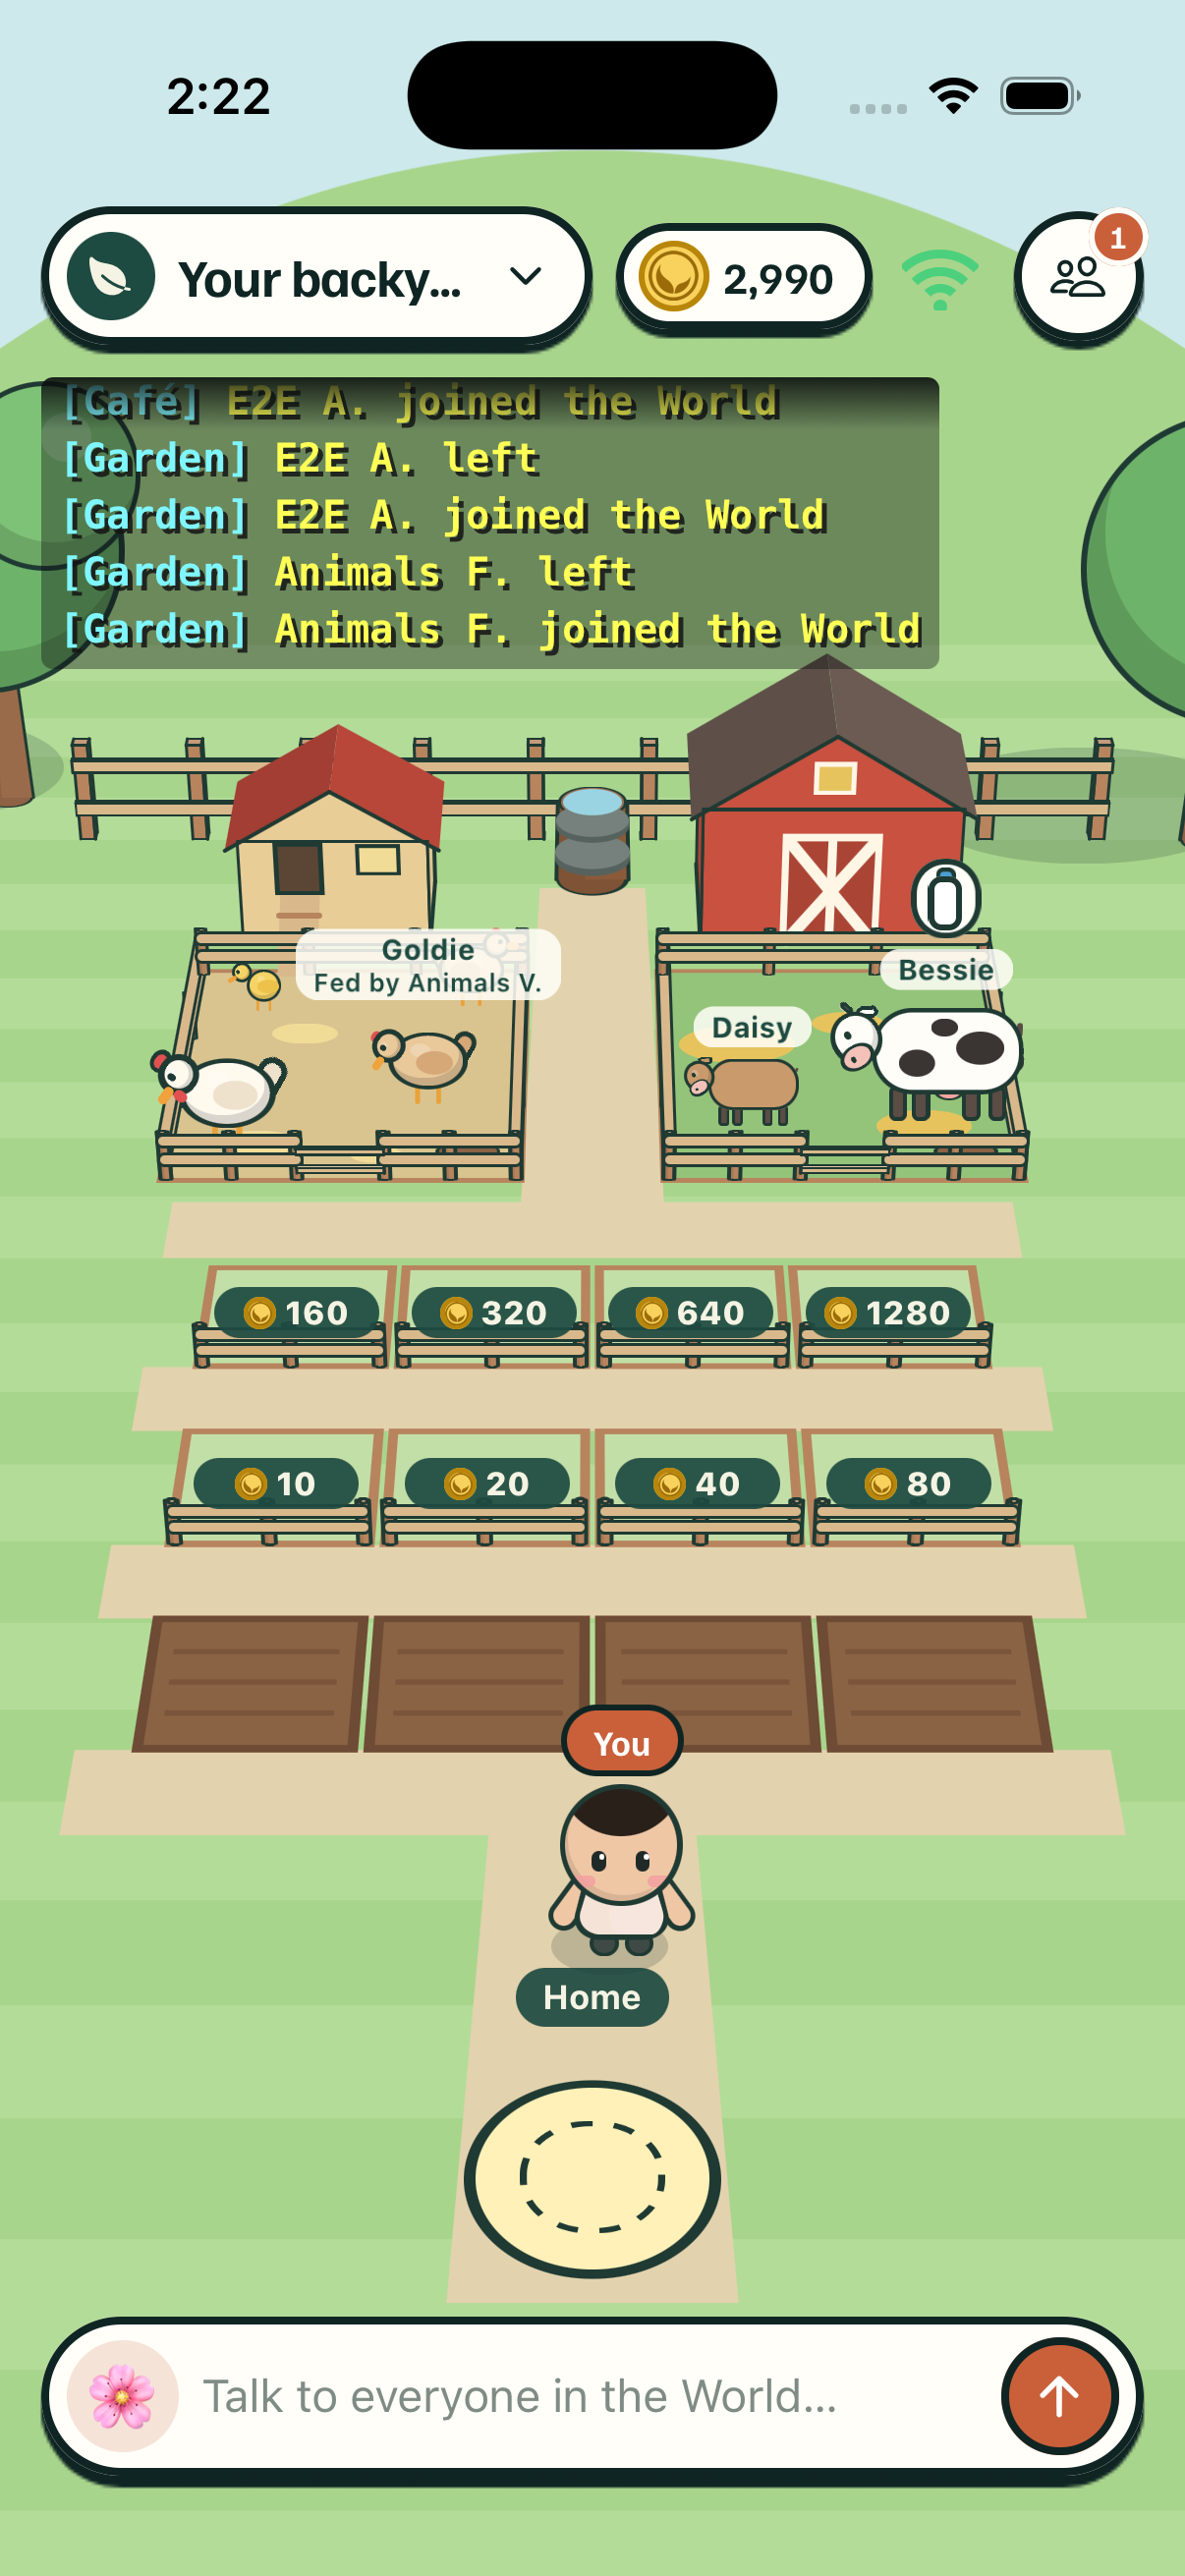 2:22
Your backy...
2,990
1
[Café] E2E A. joined the World
[Garden] E2E A. left
[Garden] E2E A. joined the World
[Garden] Animals F. left
[Garden] Animals F. joined the World
Goldie
Fed by Animals V.
Bessie
Daisy
160
320
640
1280
10
20
40
80
You
Home
Talk to everyone in the World...